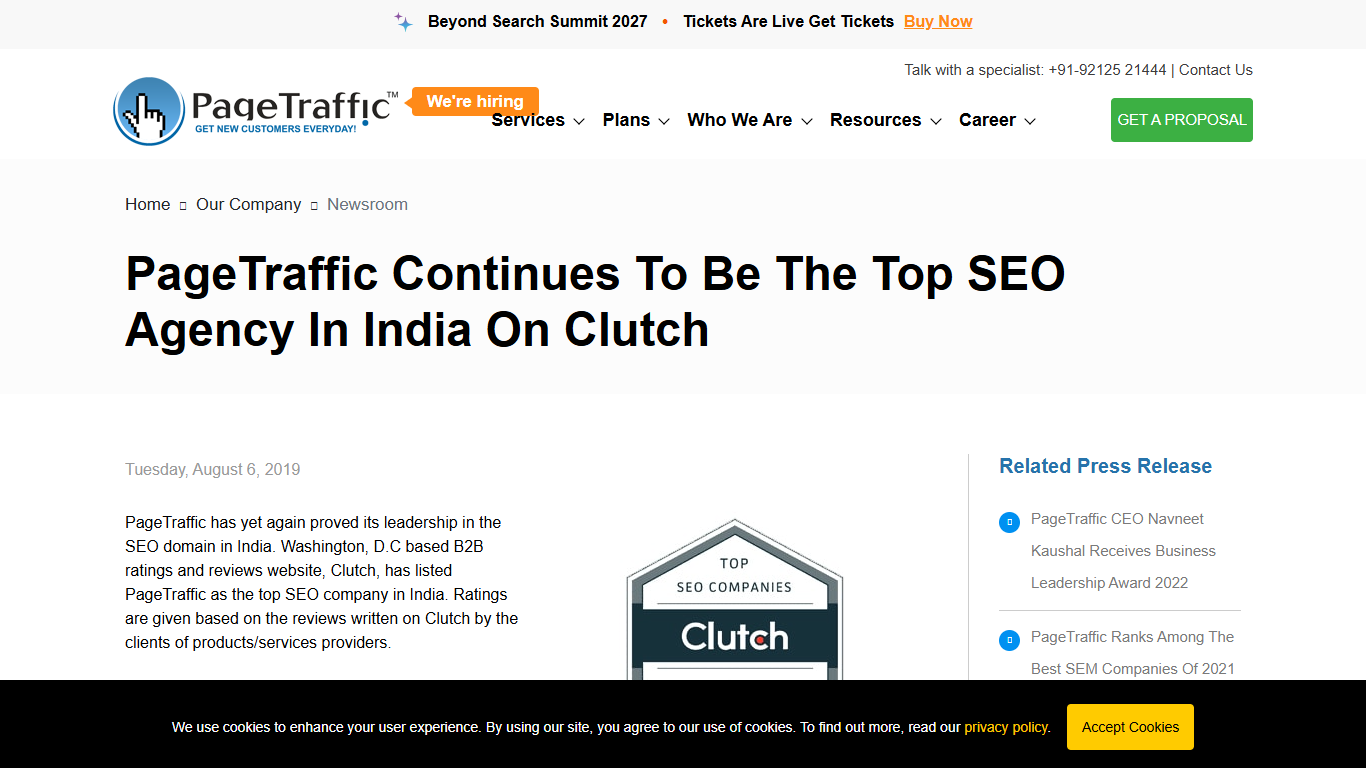 Beyond Search Summit 2027 • Tickets Are Live Get Tickets Buy Now
Talk with a specialist: +91-92125 21444 | Contact Us
PageTraffic™
GET NEW CUSTOMERS EVERYDAY!
We're hiring
Services Plans Who We Are Resources Career
GET A PROPOSAL
Home Our Company Newsroom
PageTraffic Continues To Be The Top SEO
Agency In India On Clutch
Tuesday, August 6, 2019
PageTraffic has yet again proved its leadership in the
SEO domain in India. Washington, D.C based B2B
ratings and reviews website, Clutch, has listed
PageTraffic as the top SEO company in India. Ratings
are given based on the reviews written on Clutch by the
clients of products/services providers.
TOP
SEO COMPANIES
Clutch
Related Press Release
PageTraffic CEO Navneet
Kaushal Receives Business
Leadership Award 2022
PageTraffic Ranks Among The
Best SEM Companies Of 2021
We use cookies to enhance your user experience. By using our site, you agree to our use of cookies. To find out more, read our privacy policy.
Accept Cookies